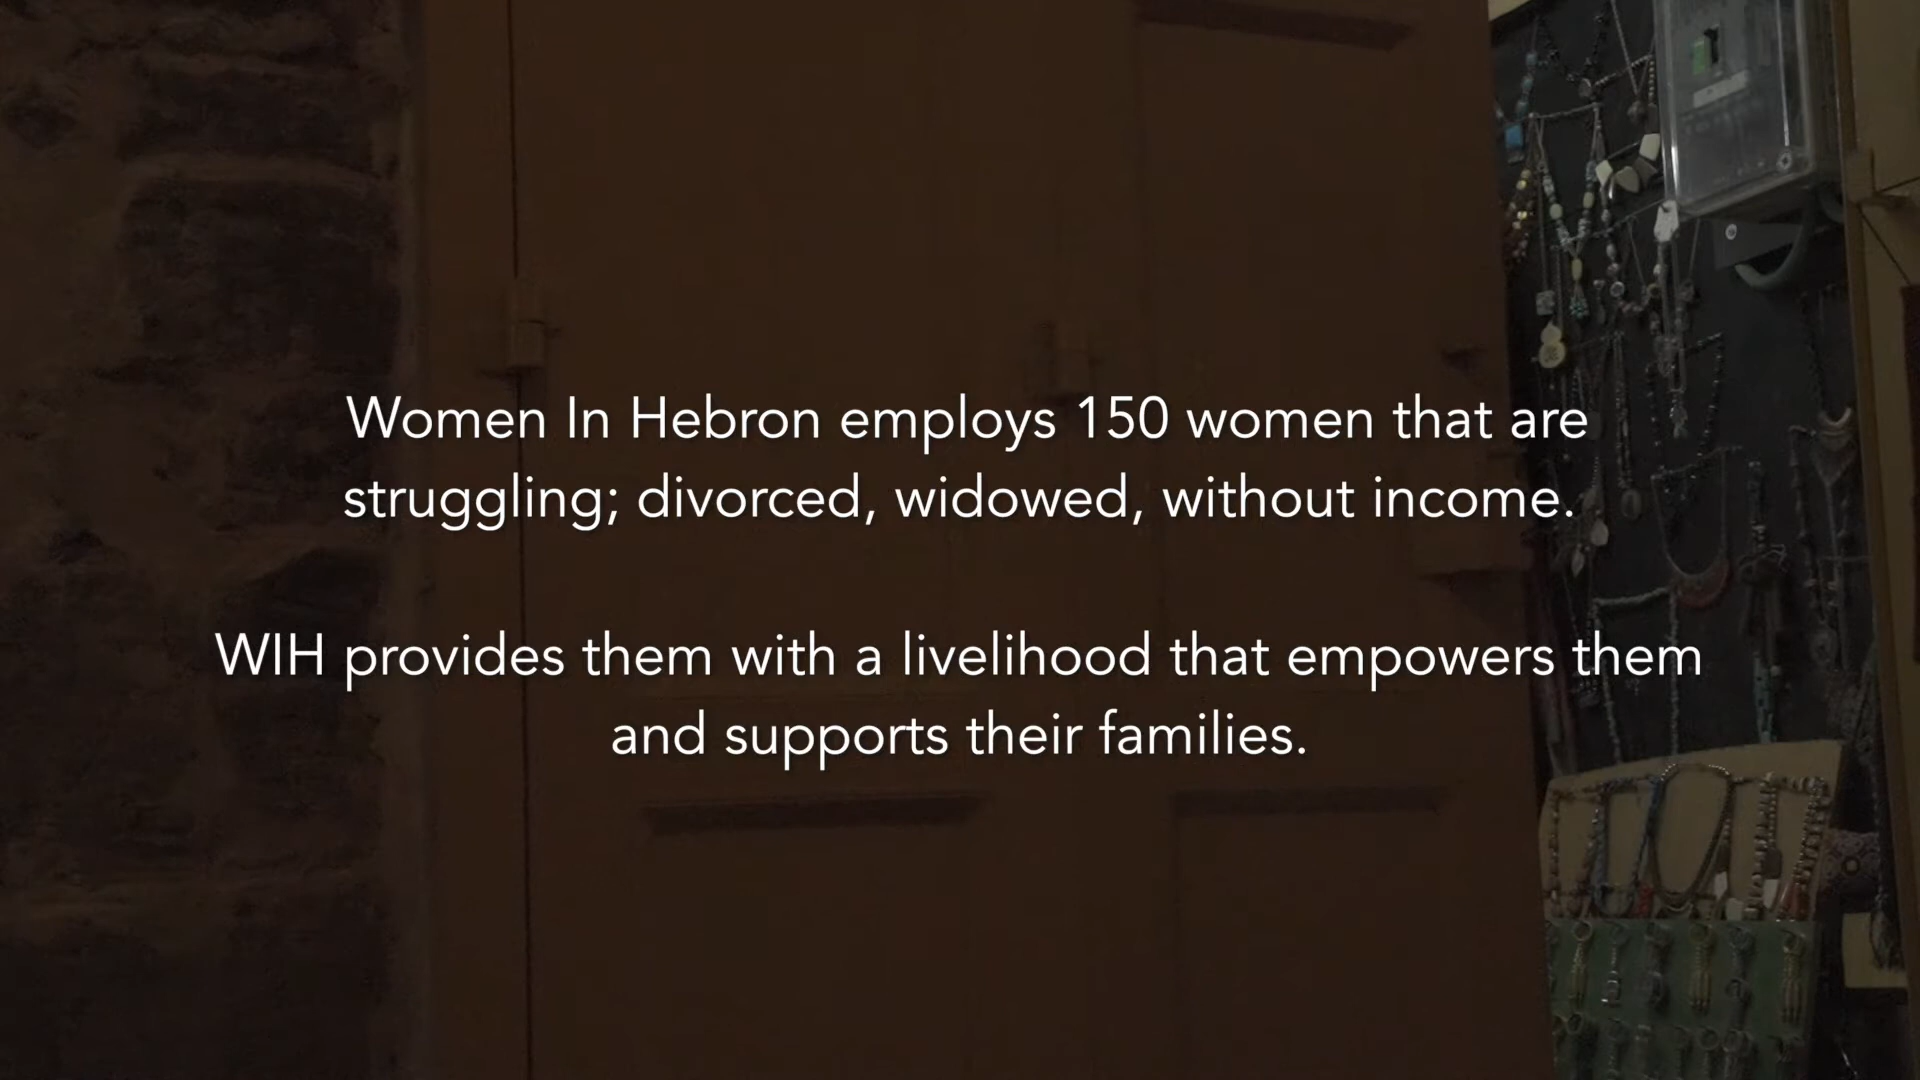 Women In Hebron employs 150 women that are
struggling; divorced, widowed, without income.
WIH provides them with a livelihood that empowers them
and supports their families.